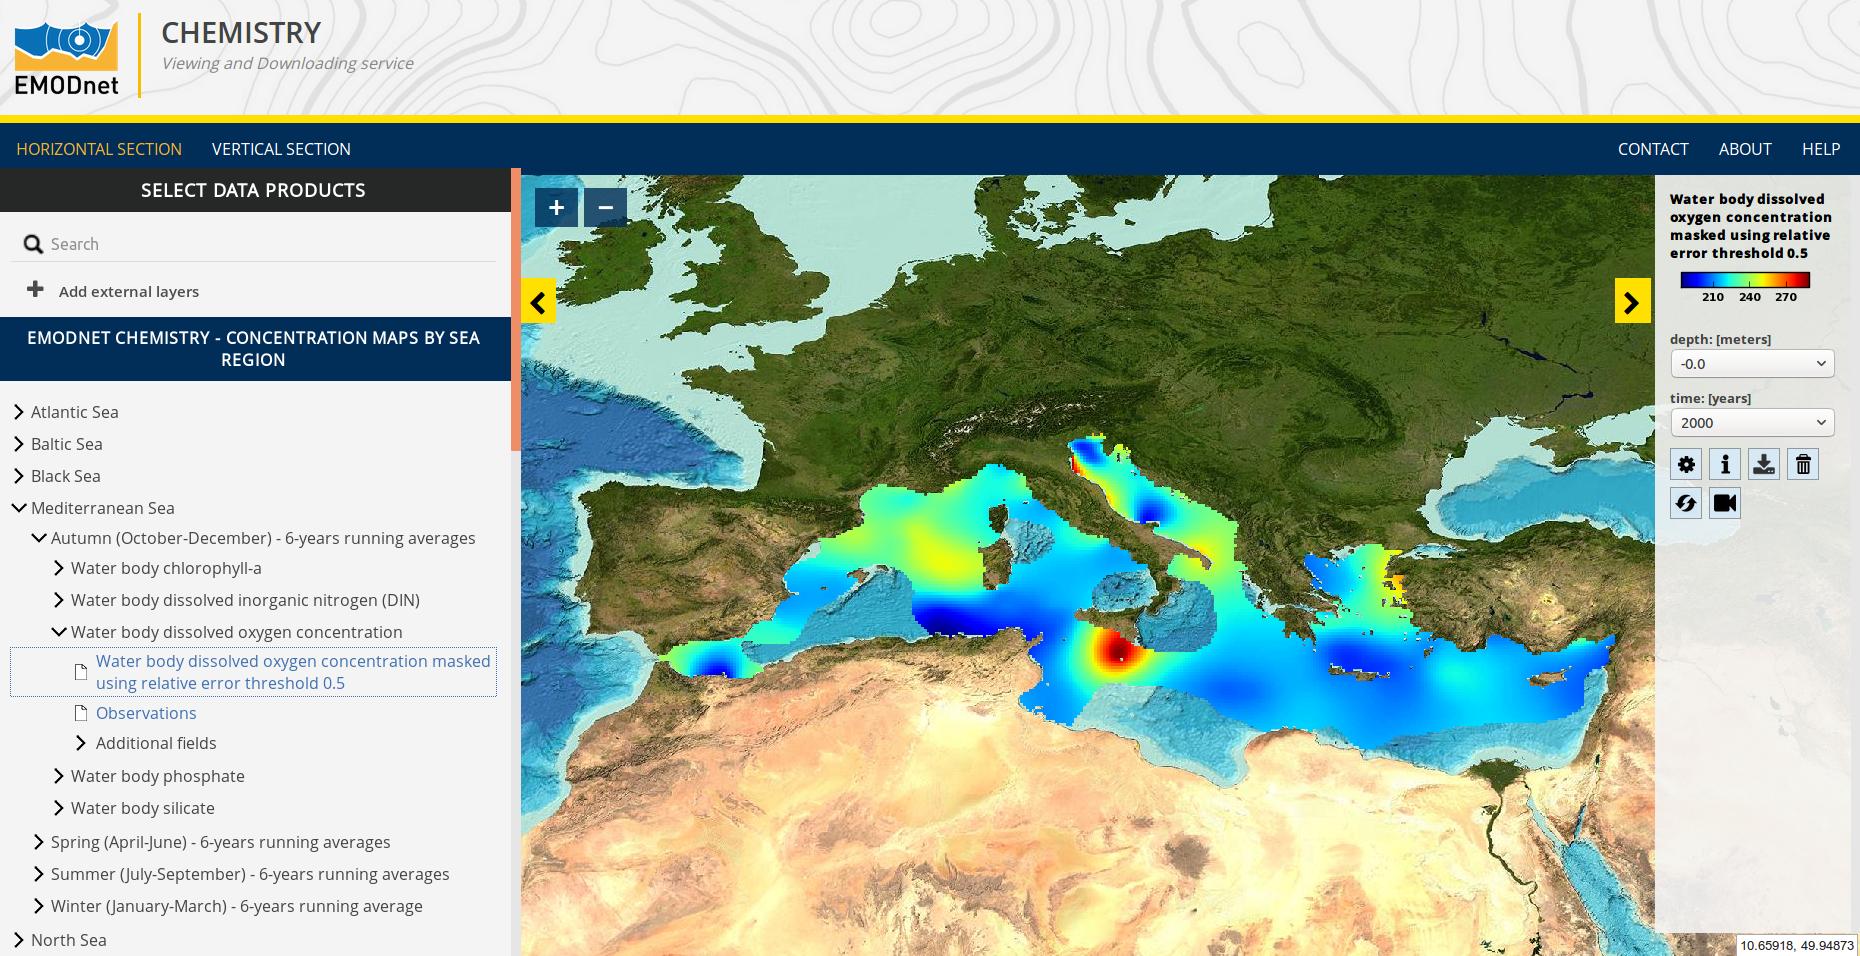 EMODnet
CHEMISTRY
Viewing and Downloading service
HORIZONTAL SECTION
VERTICAL SECTION
CONTACT
ABOUT
HELP
SELECT DATA PRODUCTS
Search
Add external layers
EMODNET CHEMISTRY - CONCENTRATION MAPS BY SEA
REGION
Atlantic Sea
Baltic Sea
Black Sea
Mediterranean Sea
Autumn (October-December) - 6-years running averages
Water body chlorophyll-a
Water body dissolved inorganic nitrogen (DIN)
Water body dissolved oxygen concentration
Water body dissolved oxygen concentration masked
using relative error threshold 0.5
Observations
Additional fields
Water body phosphate
Water body silicate
Spring (April-June) - 6-years running averages
Summer (July-September) - 6-years running averages
Winter (January-March) - 6-years running average
North Sea
+
−
Water body dissolved
oxygen concentration
masked using relative
error threshold 0.5
210 240 270
depth: [meters]
-0.0
time: [years]
2000
10.65918, 49.94873